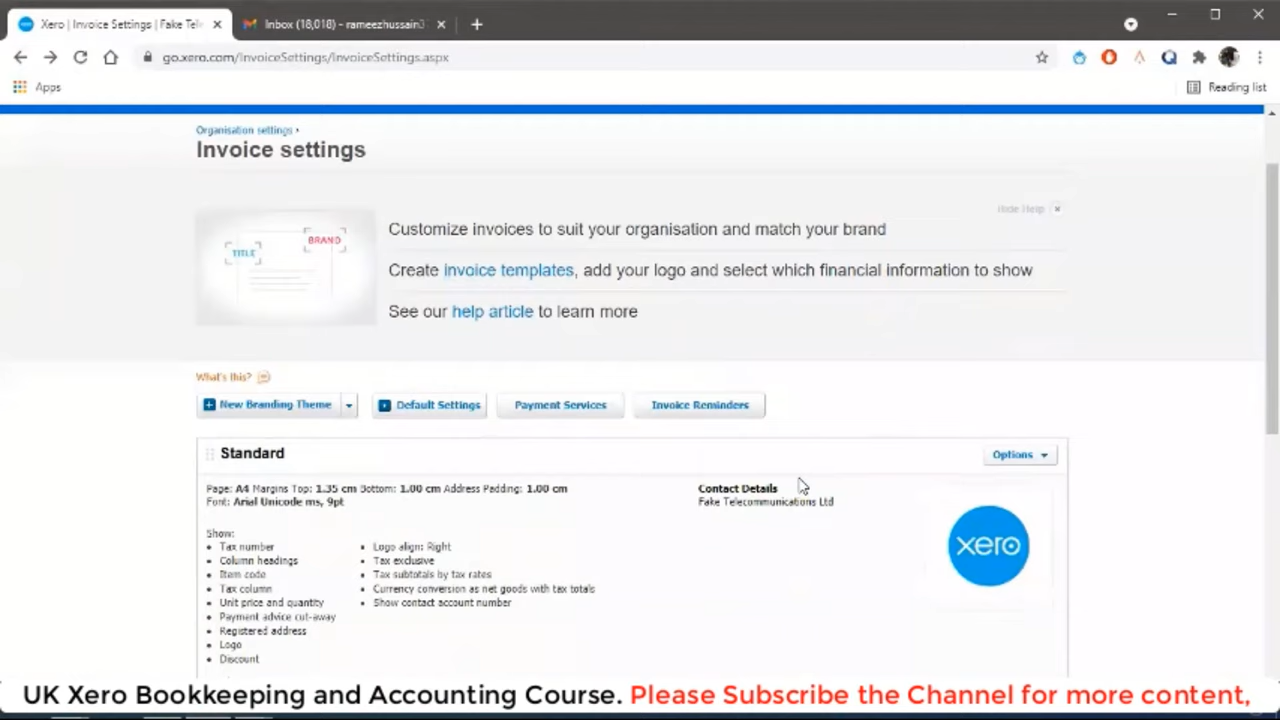 Xero | Invoice Settings | Fake Tele
Inbox (18,018) - rameezhussain3
go.xero.com/InvoiceSettings/InvoiceSettings.aspx
Apps
Reading list
Organisation settings ›
Invoice settings
Hide Help ×
TITLE
BRAND
Customize invoices to suit your organisation and match your brand
Create invoice templates, add your logo and select which financial information to show
See our help article to learn more
What's this?
New Branding Theme
Default Settings
Payment Services
Invoice Reminders
Standard
Options
Page: A4 Margins Top: 1.35 cm Bottom: 1.00 cm Address Padding: 1.00 cm
Font: Arial Unicode ms, 9pt
Contact Details
Fake Telecommunications Ltd
xero
Show:
• Tax number
• Column headings
• Item code
• Tax column
• Unit price and quantity
• Payment advice cut-away
• Registered address
• Logo
• Discount
• Logo align: Right
• Tax exclusive
• Tax subtotals by tax rates
• Currency conversion as net goods with tax totals
• Show contact account number
UK Xero Bookkeeping and Accounting Course. Please Subscribe the Channel for more content,